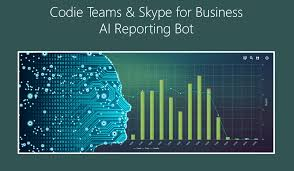 Codie Teams & Skype for Business
AI Reporting Bot